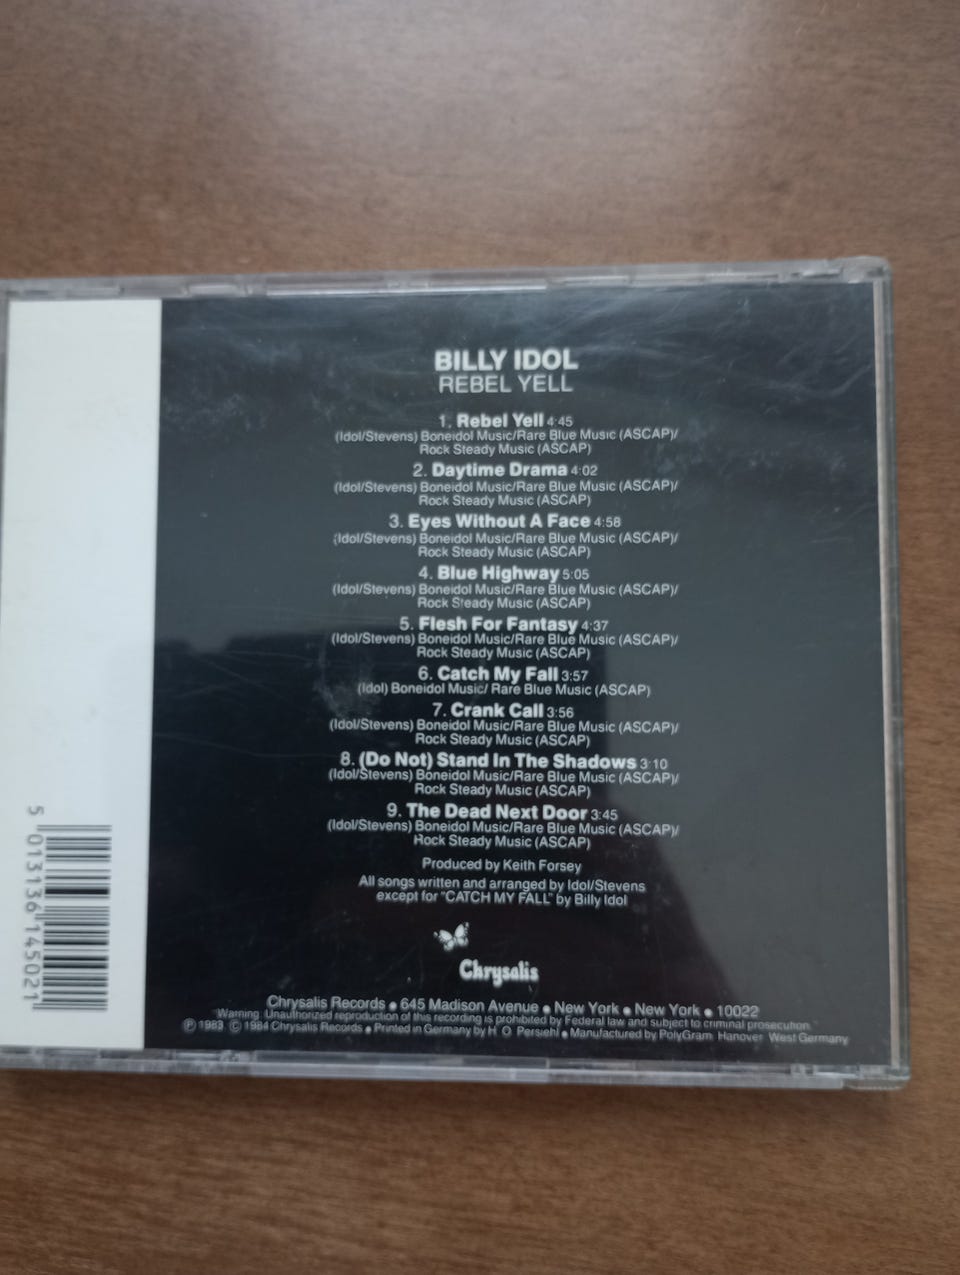 BILLY IDOL
REBEL YELL
1. Rebel Yell 4:45
(Idol/Stevens) Boneidol Music/Rare Blue Music (ASCAP)/
Rock Steady Music (ASCAP)
2. Daytime Drama 4:02
(Idol/Stevens) Boneidol Music/Rare Blue Music (ASCAP)/
Rock Steady Music (ASCAP)
3. Eyes Without A Face 4:58
(Idol/Stevens) Boneidol Music/Rare Blue Music (ASCAP)/
Rock Steady Music (ASCAP)
4. Blue Highway 5:05
(Idol/Stevens) Boneidol Music/Rare Blue Music (ASCAP)/
Rock Steady Music (ASCAP)
5. Flesh For Fantasy 4:37
(Idol/Stevens) Boneidol Music/Rare Blue Music (ASCAP)/
Rock Steady Music (ASCAP)
6. Catch My Fall 3:57
(Idol) Boneidol Music/ Rare Blue Music (ASCAP)
7. Crank Call 3:56
(Idol/Stevens) Boneidol Music/Rare Blue Music (ASCAP)/
Rock Steady Music (ASCAP)
8. (Do Not) Stand In The Shadows 3:10
(Idol/Stevens) Boneidol Music/Rare Blue Music (ASCAP)/
Rock Steady Music (ASCAP)
9. The Dead Next Door 3:45
(Idol/Stevens) Boneidol Music/Rare Blue Music (ASCAP)/
Rock Steady Music (ASCAP)
Produced by Keith Forsey
All songs written and arranged by Idol/Stevens
except for "CATCH MY FALL" by Billy Idol
Chrysalis
Chrysalis Records • 645 Madison Avenue • New York • New York • 10022
"Warning: Unauthorized reproduction of this recording is prohibited by Federal law and subject to criminal prosecution."
Ⓟ 1983 Ⓒ 1984 Chrysalis Records • Printed in Germany by H. O. Persiehl • Manufactured by PolyGram, Hanover, West Germany
5 013136 145021